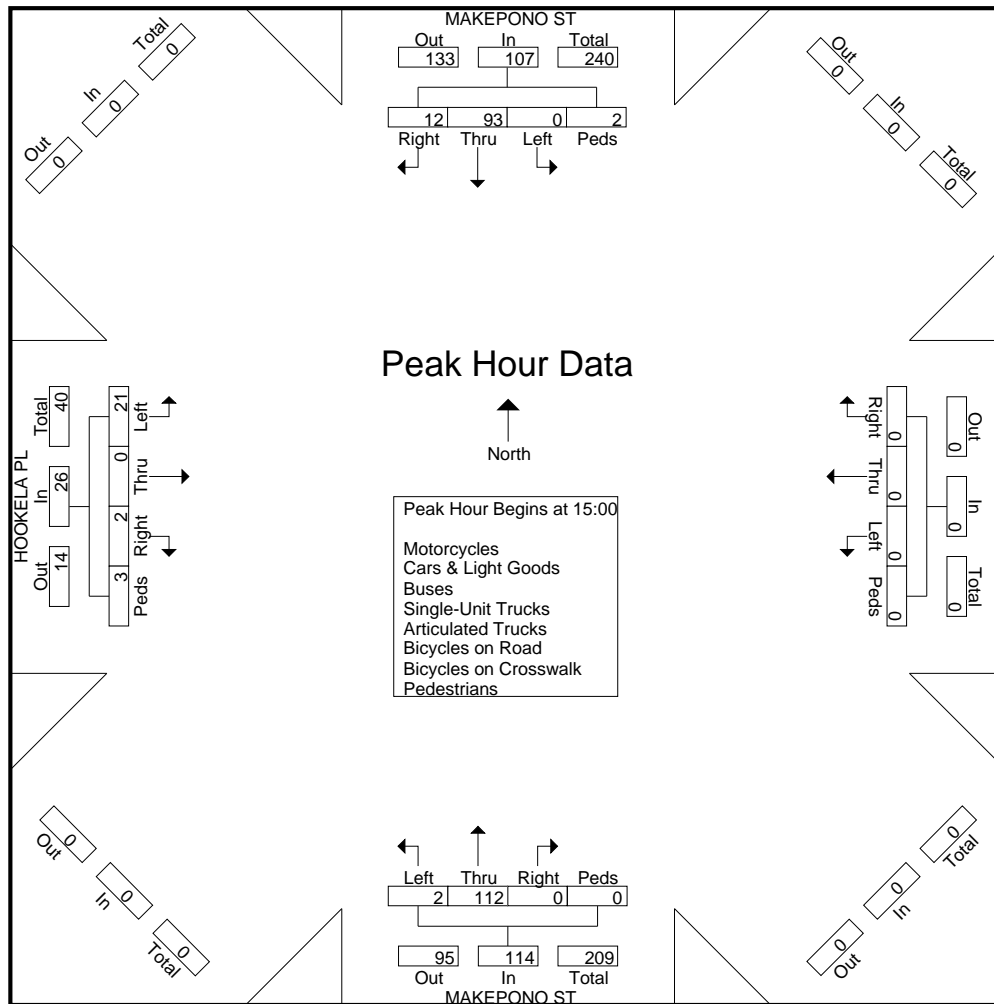 MAKEPONO ST
Out In Total
133 107 240
12 93 0 2
Right Thru Left Peds
Total 0
In 0
Out 0
Out 0
In 0
Total 0
Peak Hour Data
North
HOOKELA PL
Total 40
In 26
Out 14
21 Left
0 Thru
2 Right
3 Peds
Right 0
Thru 0
Left 0
Peds 0
Out 0
In 0
Total 0
Peak Hour Begins at 15:00
Motorcycles
Cars & Light Goods
Buses
Single-Unit Trucks
Articulated Trucks
Bicycles on Road
Bicycles on Crosswalk
Pedestrians
0 Out
0 In
0 Total
0 Total
0 In
0 Out
Left Thru Right Peds
2 112 0 0
95 114 209
Out In Total
MAKEPONO ST